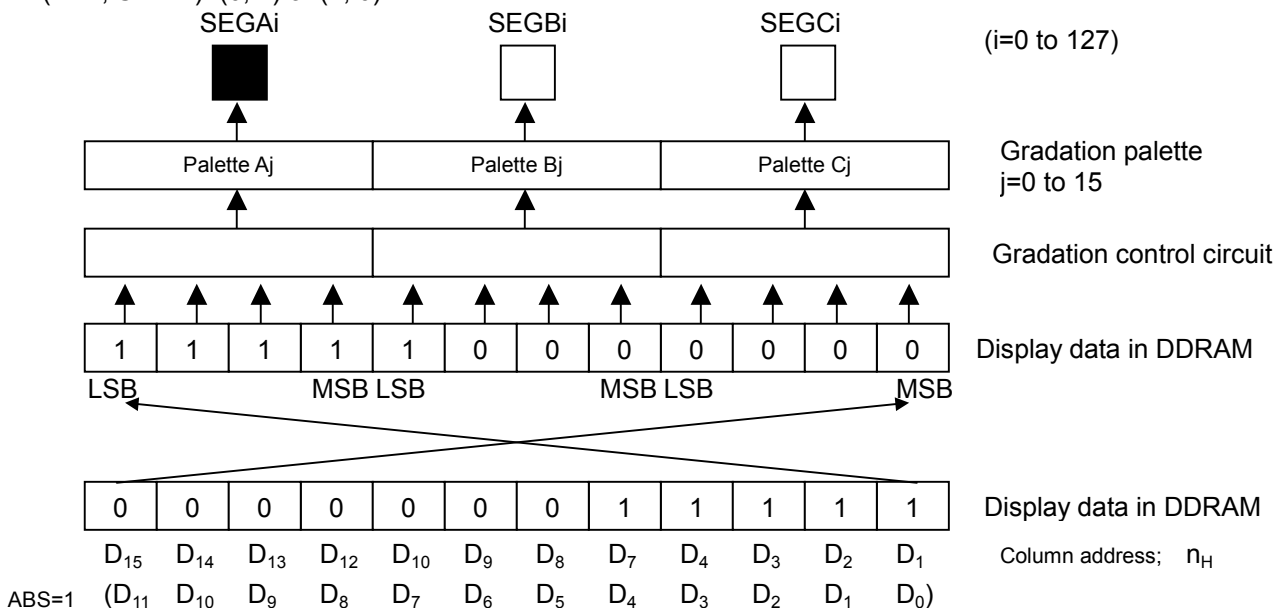 SEGAi SEGBi SEGCi (i=0 to 127)
Palette Aj Palette Bj Palette Cj Gradation palette
j=0 to 15
Gradation control circuit
1 1 1 1 1 0 0 0 0 0 0 0 Display data in DDRAM
LSB MSB LSB MSB LSB MSB
0 0 0 0 0 0 0 1 1 1 1 1 Display data in DDRAM
D15 D14 D13 D12 D10 D9 D8 D7 D4 D3 D2 D1 Column address; nH
ABS=1 (D11 D10 D9 D8 D7 D6 D5 D4 D3 D2 D1 D0)